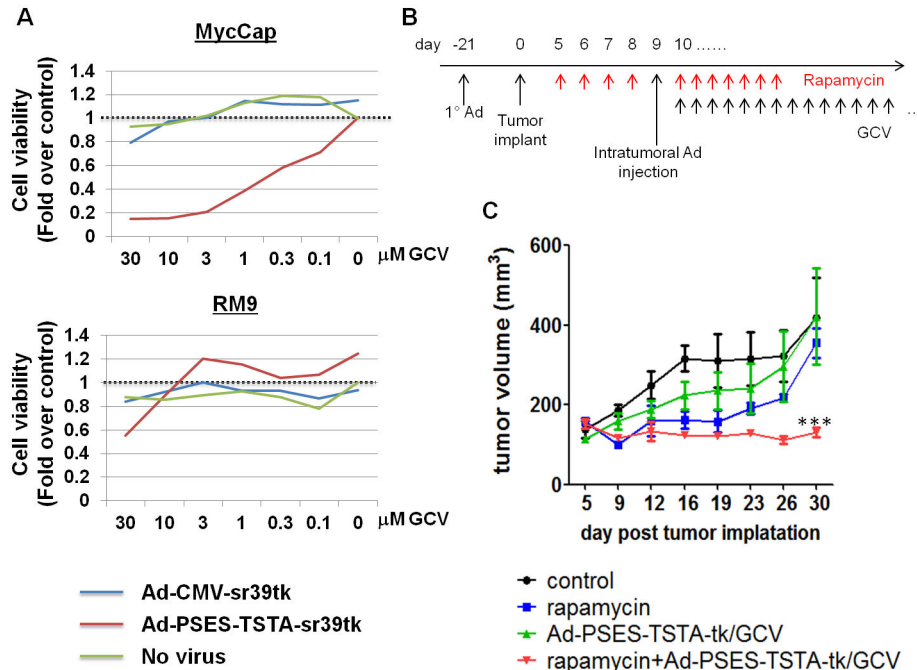 A
MycCap
Cell viability
(Fold over control)
1.4
1.2
1
0.8
0.6
0.4
0.2
0
30 10 3 1 0.3 0.1 0 μM GCV
RM9
Cell viability
(Fold over control)
1.4
1.2
1
0.8
0.6
0.4
0.2
0
30 10 3 1 0.3 0.1 0 μM GCV
Ad-CMV-sr39tk
Ad-PSES-TSTA-sr39tk
No virus
B
day -21 0 5 6 7 8 9 10 ......
Rapamycin
1° Ad
Tumor
implant
Intratumoral Ad
injection
GCV
..
C
tumor volume (mm³)
600
400
200
0
***
5 9 12 16 19 23 26 30
day post tumor implatation
control
rapamycin
Ad-PSES-TSTA-tk/GCV
rapamycin+Ad-PSES-TSTA-tk/GCV